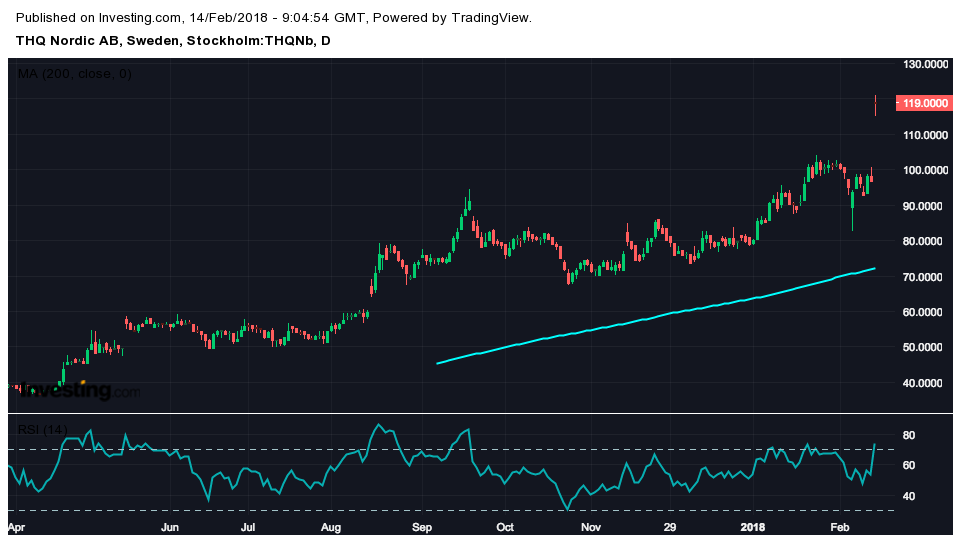 Published on Investing.com, 14/Feb/2018 - 9:04:54 GMT, Powered by TradingView.
THQ Nordic AB, Sweden, Stockholm:THQNb, D
MA (200, close, 0)
130.0000
119.0000
110.0000
100.0000
90.0000
80.0000
70.0000
60.0000
50.0000
40.0000
Investing.com
RSI (14)
80
60
40
Apr Jun Jul Aug Sep Oct Nov 29 2018 Feb